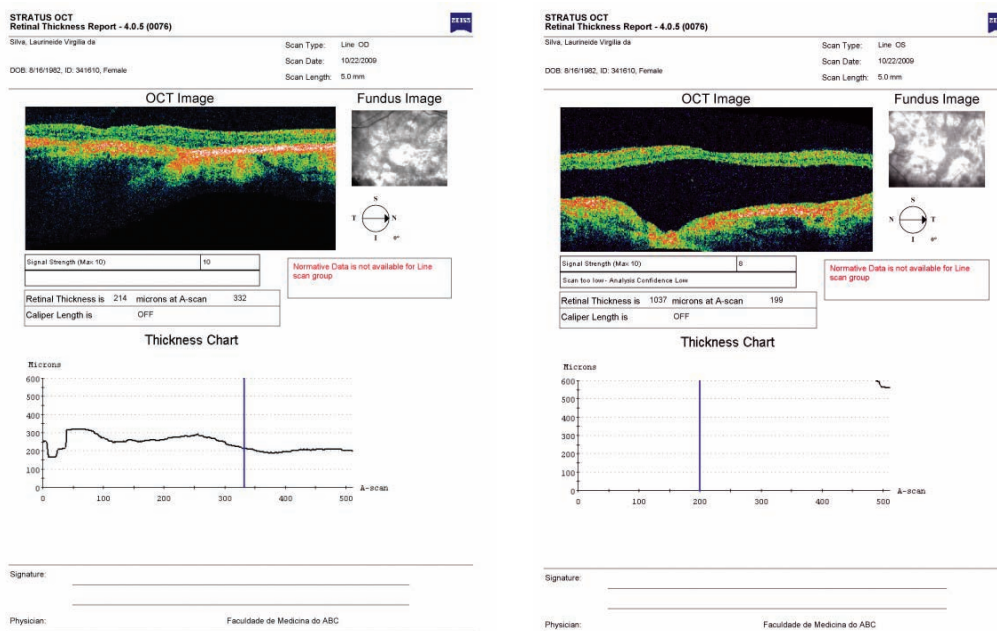 STRATUS OCT
Retinal Thickness Report - 4.0.5 (0076)
ZEISS
Silva, Laurineide Virgilia da
DOB: 8/16/1982, ID: 341610, Female
Scan Type: Line OD
Scan Date: 10/22/2009
Scan Length: 5.0 mm
OCT Image
Fundus Image
S
T N
I 0°
Signal Strength (Max 10) 10
Normative Data is not available for Line
scan group
Retinal Thickness is 214 microns at A-scan 332
Caliper Length is OFF
Thickness Chart
Microns
600
500
400
300
200
100
0
0 100 200 300 400 500
A-scan
Signature:
Physician: Faculdade de Medicina do ABC
STRATUS OCT
Retinal Thickness Report - 4.0.5 (0076)
ZEISS
Silva, Laurineide Virgilia da
DOB: 8/16/1982, ID: 341610, Female
Scan Type: Line OS
Scan Date: 10/22/2009
Scan Length: 5.0 mm
OCT Image
Fundus Image
S
N T
I 0°
Signal Strength (Max 10) 8
Scan too low- Analysis Confidence Low
Normative Data is not available for Line
scan group
Retinal Thickness is 1037 microns at A-scan 199
Caliper Length is OFF
Thickness Chart
Microns
600
500
400
300
200
100
0
0 100 200 300 400 500
A-scan
Signature:
Physician: Faculdade de Medicina do ABC